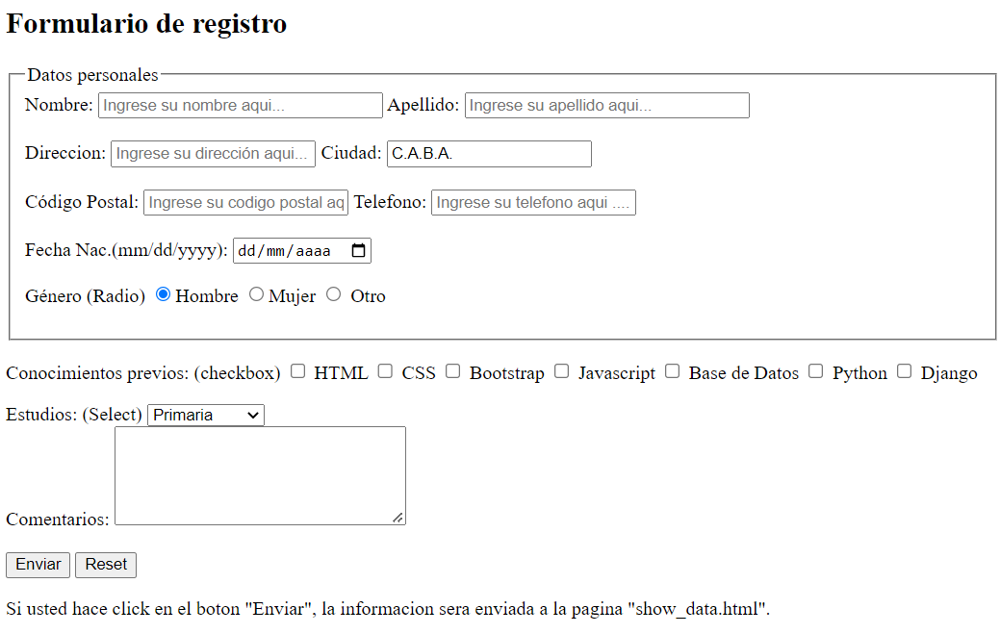 Formulario de registro
Datos personales
Nombre: Ingrese su nombre aqui... Apellido: Ingrese su apellido aqui...
Direccion: Ingrese su dirección aqui... Ciudad: C.A.B.A.
Código Postal: Ingrese su codigo postal aq Telefono: Ingrese su telefono aqui ....
Fecha Nac.(mm/dd/yyyy): dd/mm/aaaa
Género (Radio) Hombre Mujer Otro
Conocimientos previos: (checkbox) HTML CSS Bootstrap Javascript Base de Datos Python Django
Estudios: (Select) Primaria
Comentarios:
Enviar Reset
Si usted hace click en el boton "Enviar", la informacion sera enviada a la pagina "show_data.html".